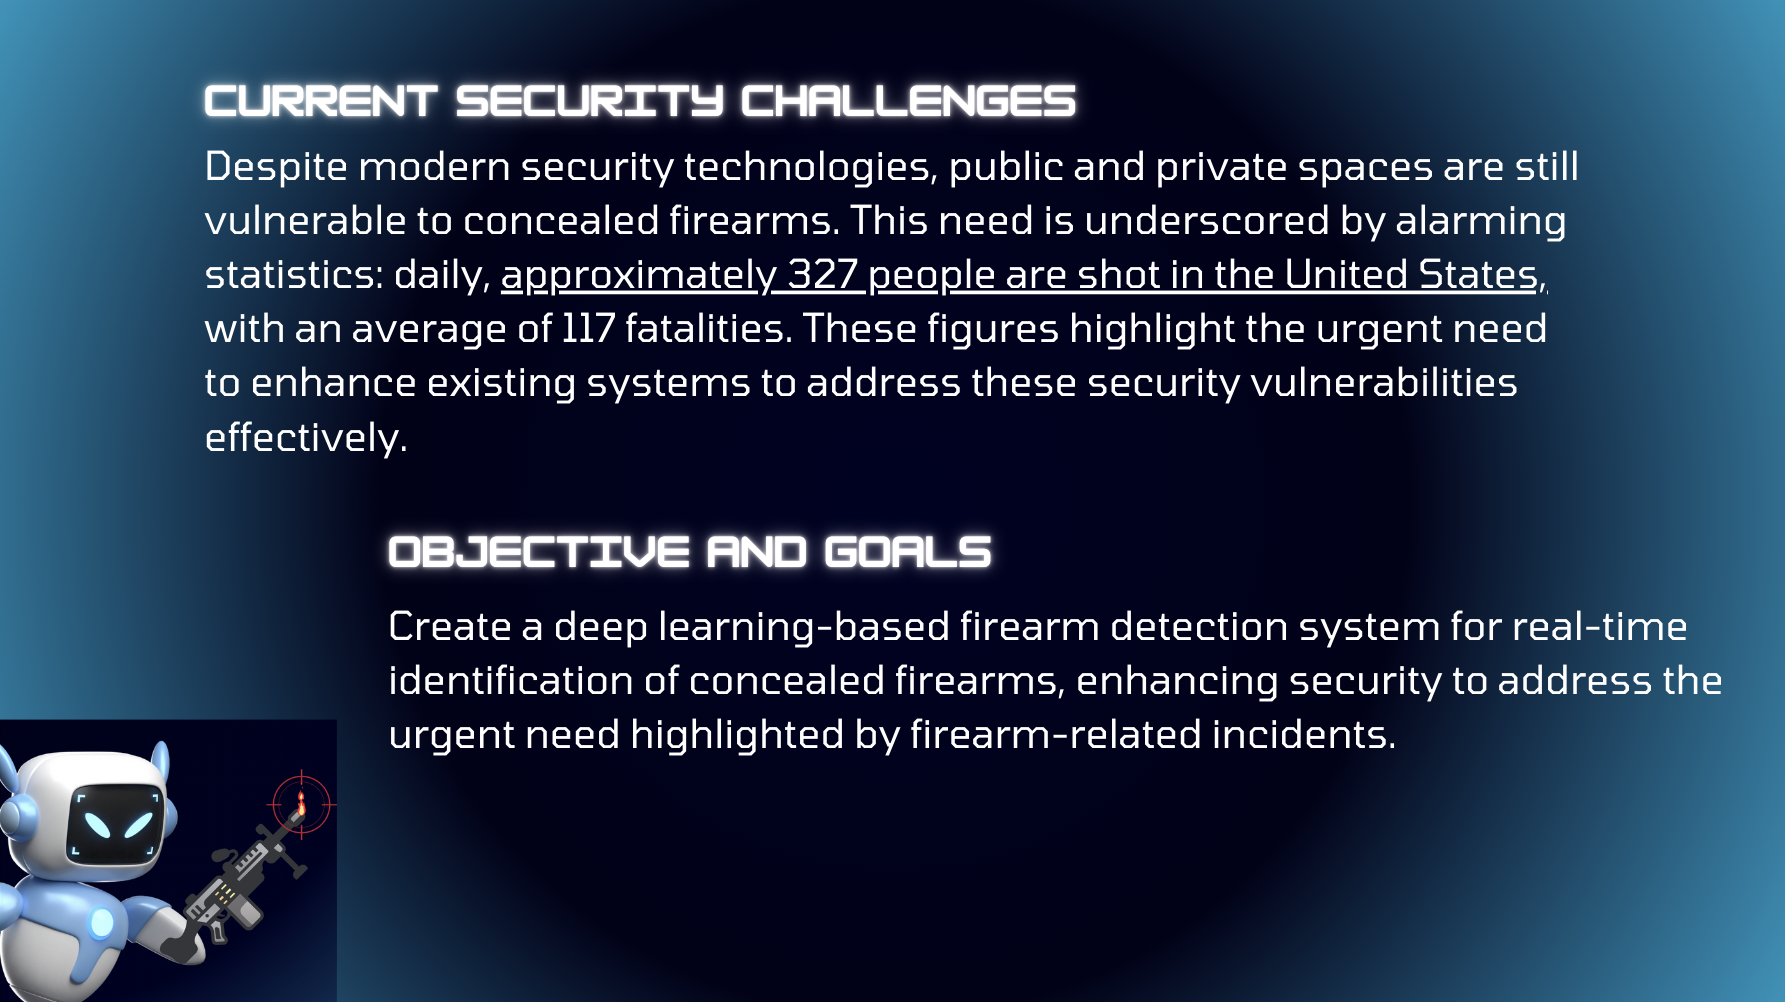 CURRENT SECURITY CHALLENGES
Despite modern security technologies, public and private spaces are still
vulnerable to concealed firearms. This need is underscored by alarming
statistics: daily, approximately 327 people are shot in the United States,
with an average of 117 fatalities. These figures highlight the urgent need
to enhance existing systems to address these security vulnerabilities
effectively.
OBJECTIVE AND GOALS
Create a deep learning-based firearm detection system for real-time
identification of concealed firearms, enhancing security to address the
urgent need highlighted by firearm-related incidents.